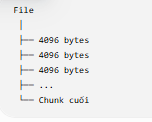 File
│
├── 4096 bytes
├── 4096 bytes
├── 4096 bytes
├── ...
└── Chunk cuối